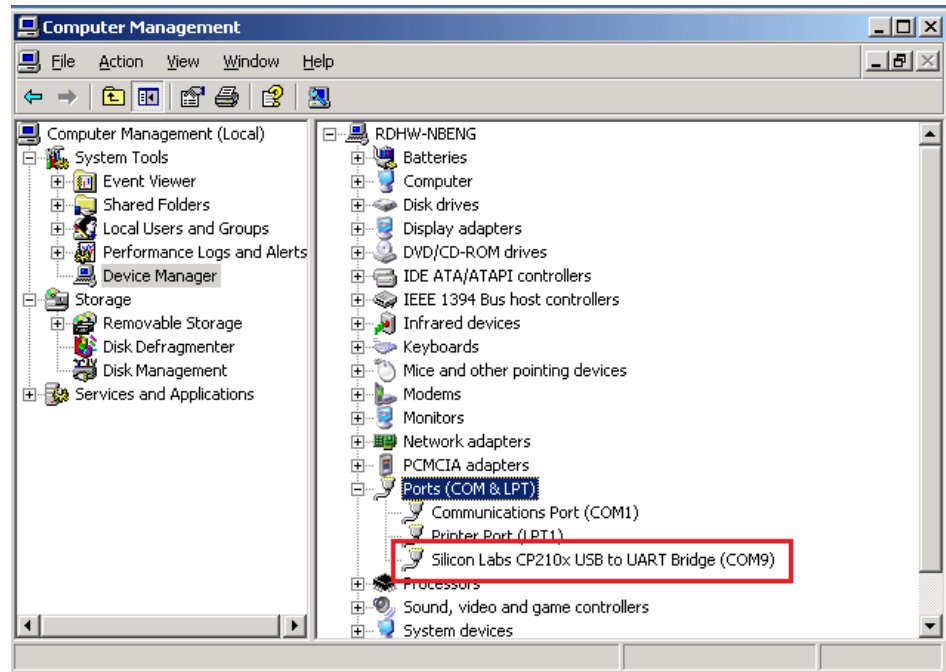 Computer Management
File Action View Window Help
Computer Management (Local)
System Tools
Event Viewer
Shared Folders
Local Users and Groups
Performance Logs and Alerts
Device Manager
Storage
Removable Storage
Disk Defragmenter
Disk Management
Services and Applications
RDHW-NBENG
Batteries
Computer
Disk drives
Display adapters
DVD/CD-ROM drives
IDE ATA/ATAPI controllers
IEEE 1394 Bus host controllers
Infrared devices
Keyboards
Mice and other pointing devices
Modems
Monitors
Network adapters
PCMCIA adapters
Ports (COM & LPT)
Communications Port (COM1)
Printer Port (LPT1)
Silicon Labs CP210x USB to UART Bridge (COM9)
Processors
Sound, video and game controllers
System devices